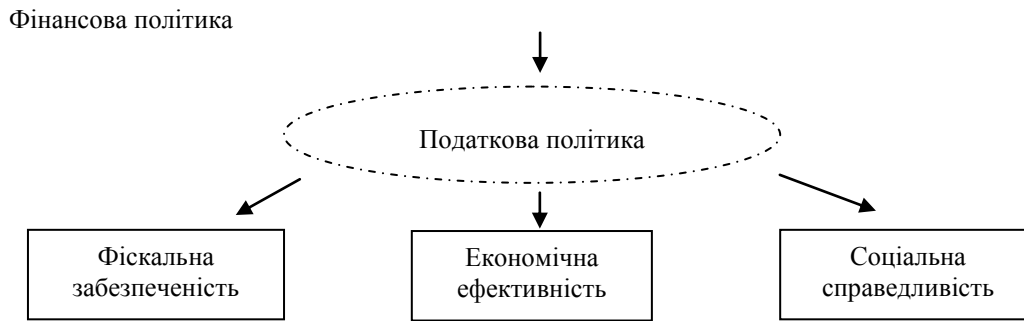 Фінансова політика
Податкова політика
Фіскальна
забезпеченість
Економічна
ефективність
Соціальна
справедливість